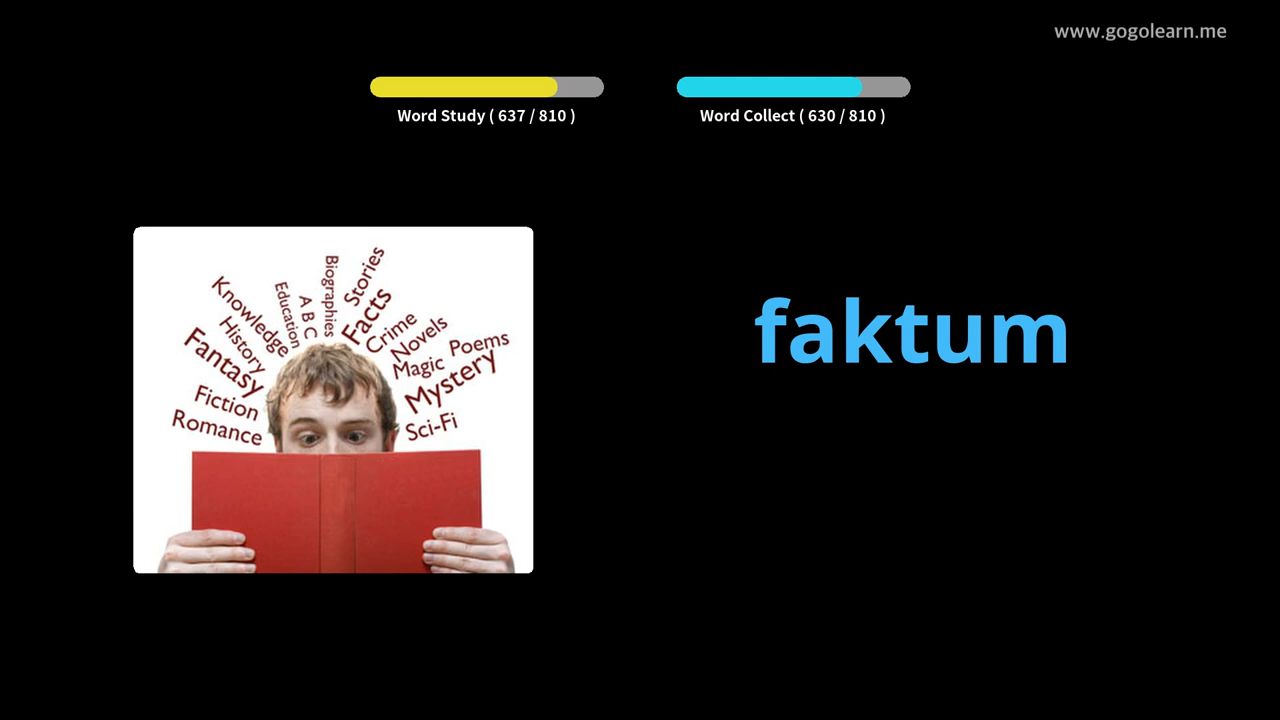 www.gogolearn.me
Word Study ( 637 / 810 )
Word Collect ( 630 / 810 )
faktum
Stories
Biographies
Facts
A B C
Education
Knowledge
History
Crime
Novels
Poems
Fantasy
Magic
Mystery
Fiction
Romance
Sci-Fi